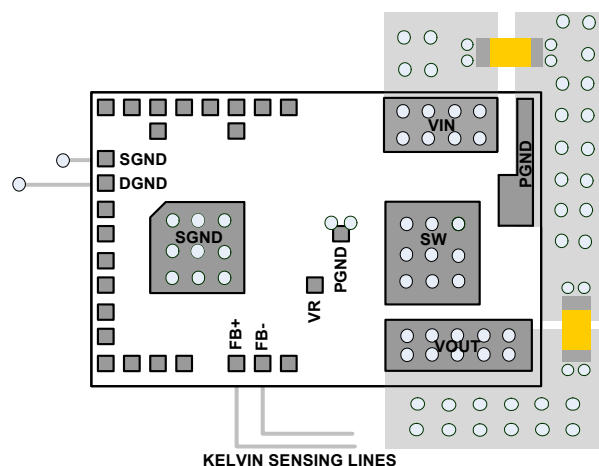 VIN
SGND
DGND
PGND
SGND
SW
PGND
VR
FB+
FB-
VOUT
KELVIN SENSING LINES